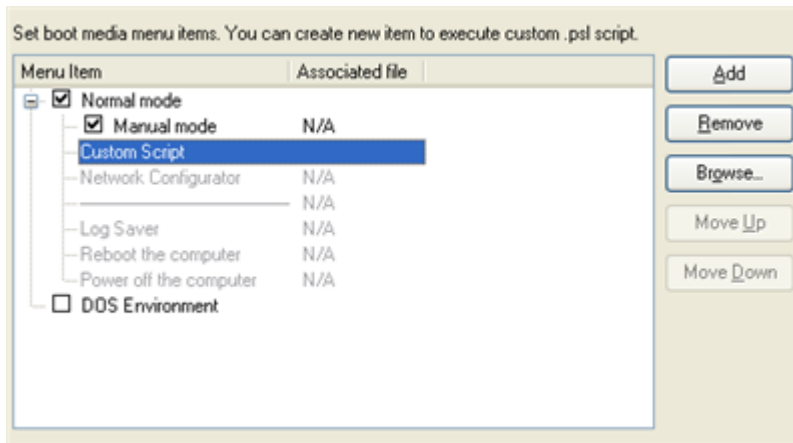 Set boot media menu items. You can create new item to execute custom .psl script.
Menu Item Associated file
Add
Normal mode
Manual mode N/A
Remove
Custom Script
Network Configurator N/A
Browse...
N/A
Log Saver N/A
Move Up
Reboot the computer N/A
Power off the computer N/A
Move Down
DOS Environment